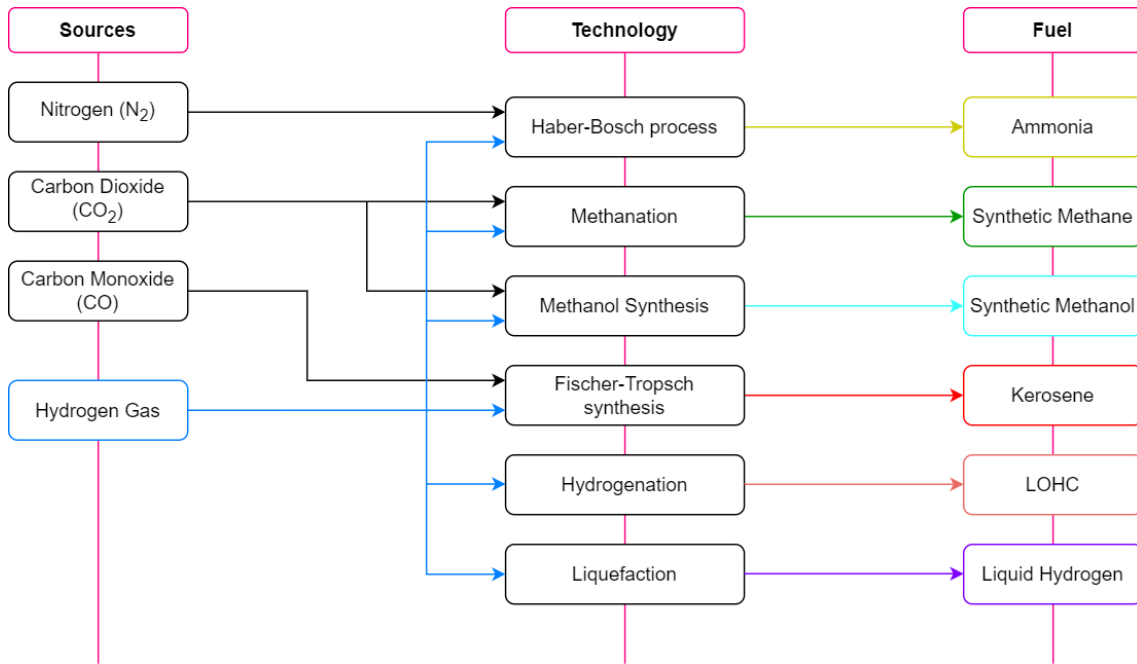 Sources
Technology
Fuel
Nitrogen (N₂)
Haber-Bosch process
Ammonia
Carbon Dioxide
(CO₂)
Methanation
Synthetic Methane
Carbon Monoxide
(CO)
Methanol Synthesis
Synthetic Methanol
Hydrogen Gas
Fischer-Tropsch
synthesis
Kerosene
Hydrogenation
LOHC
Liquefaction
Liquid Hydrogen